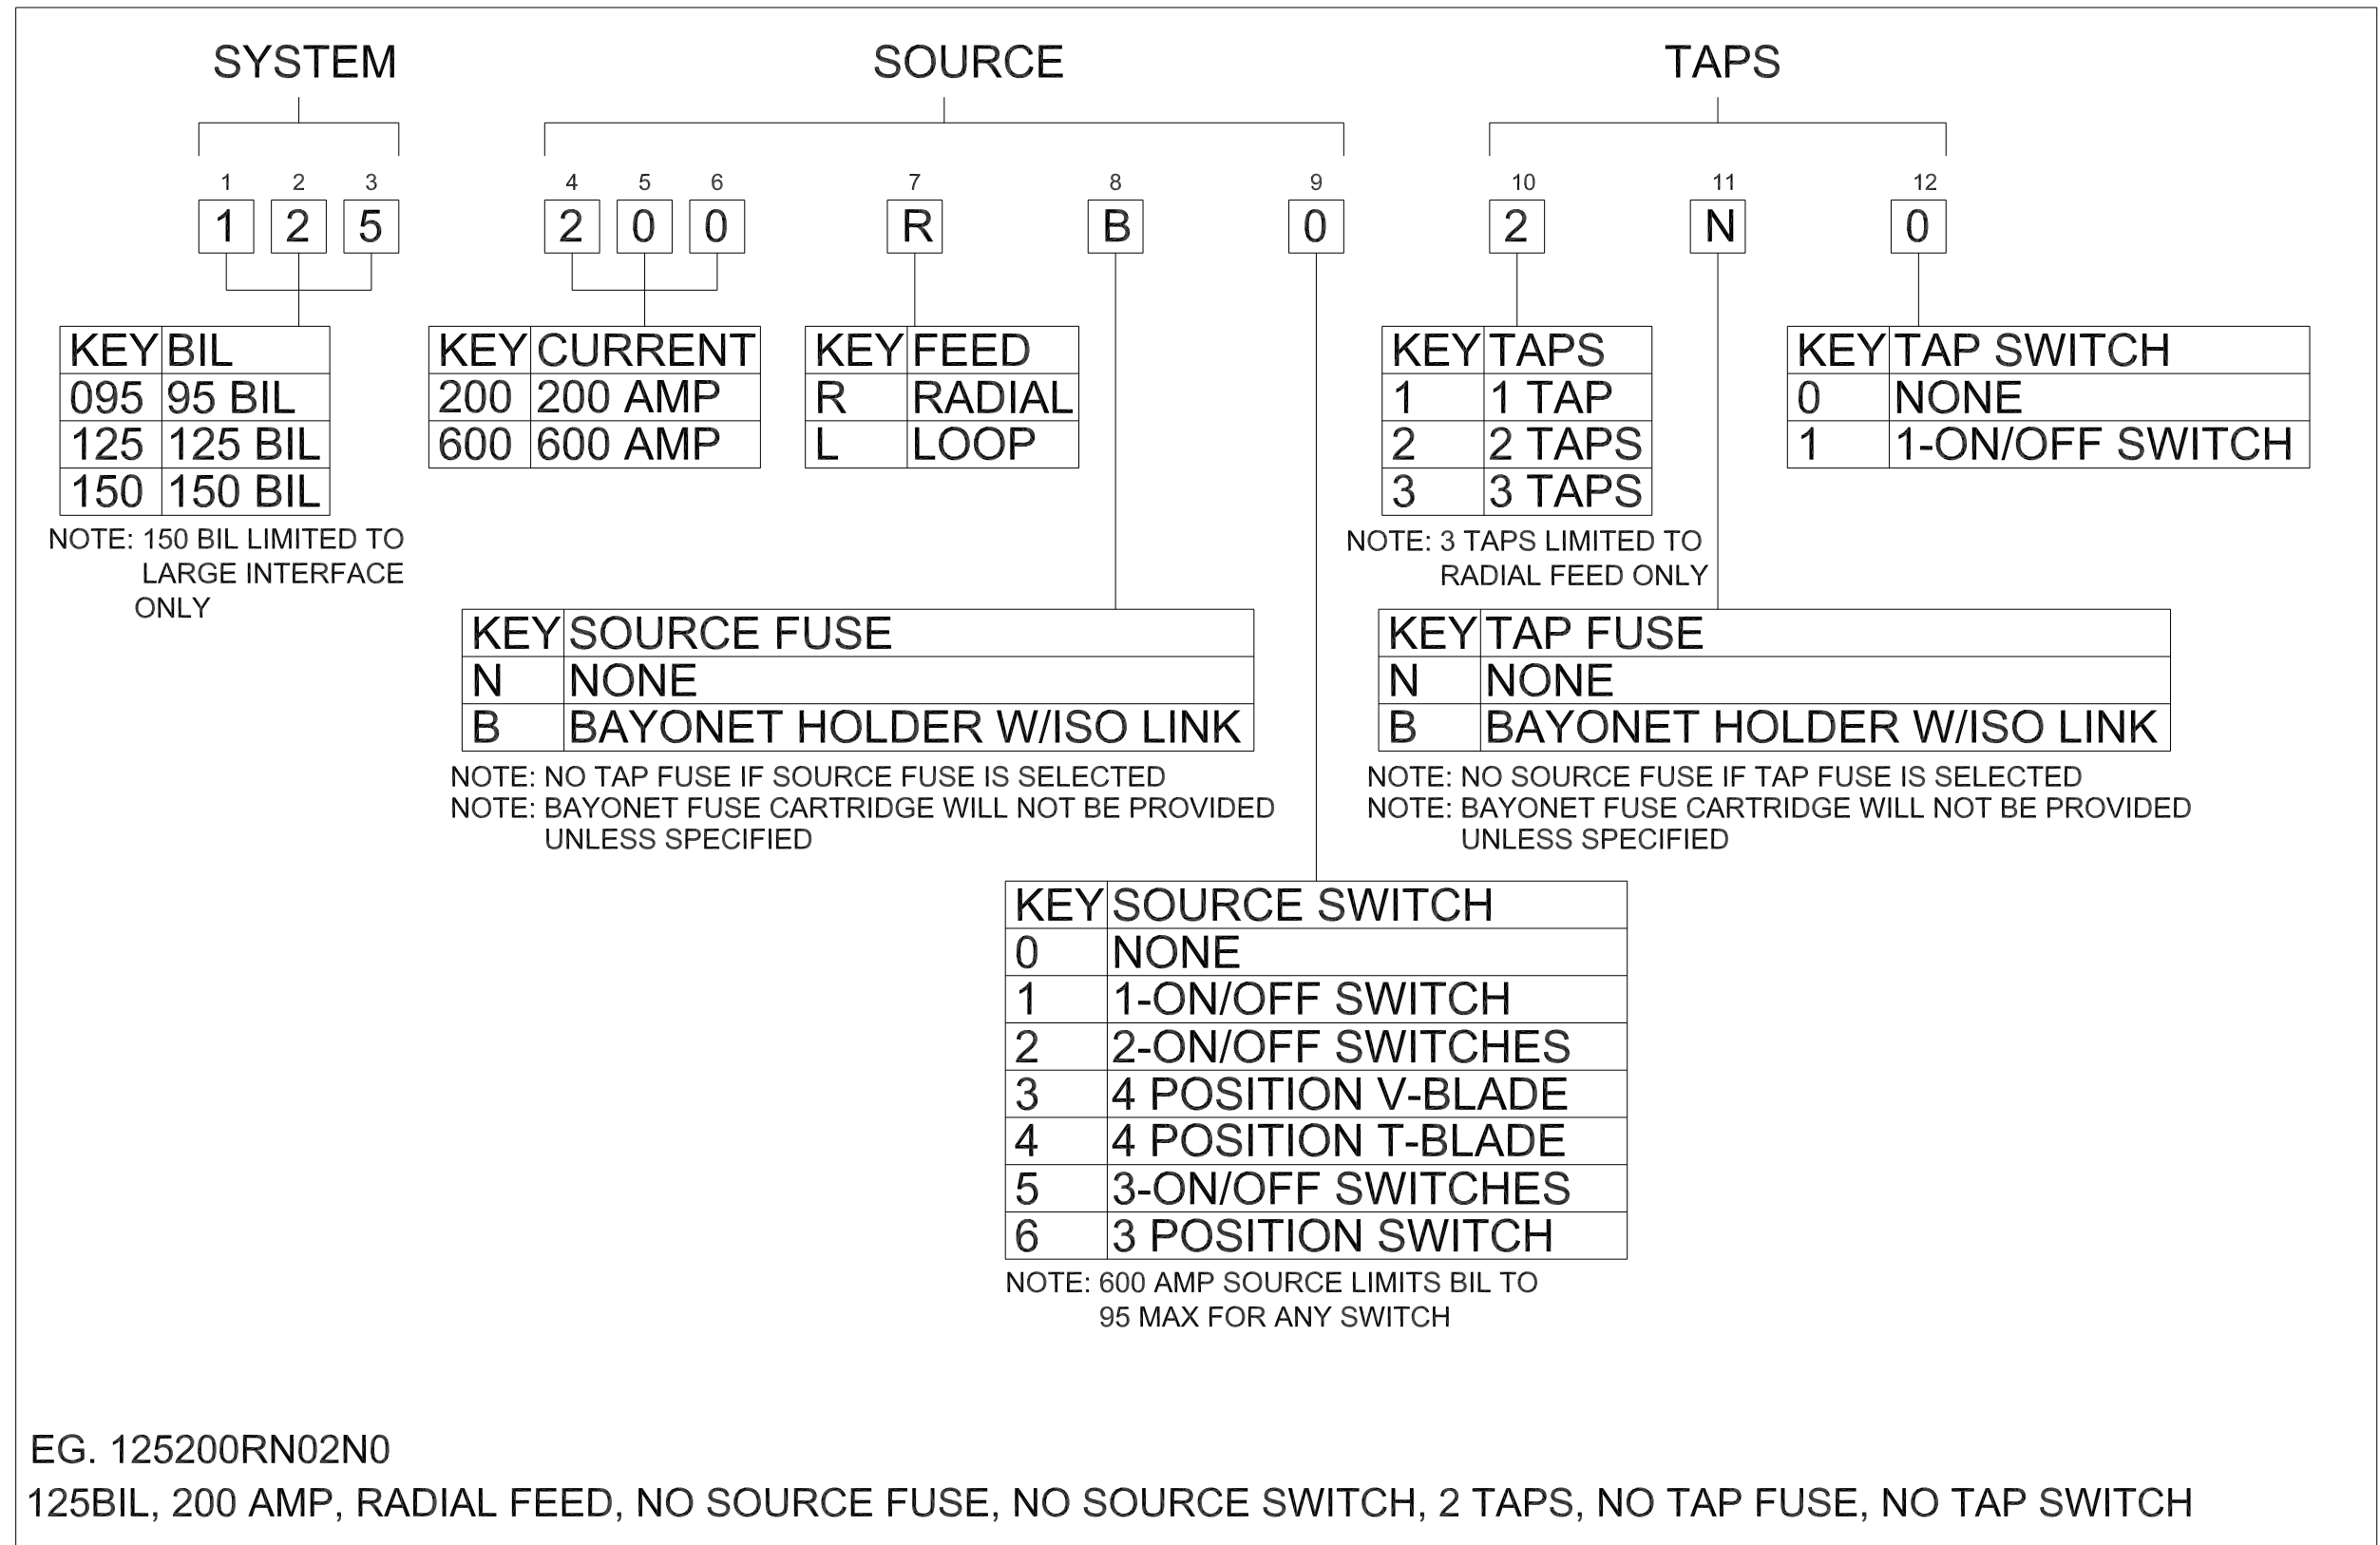 SYSTEM SOURCE TAPS
1 2 3 4 5 6 7 8 9 10 11 12
1 2 5 2 0 0 R B 0 2 N 0
KEY BIL
095 95 BIL
125 125 BIL
150 150 BIL
NOTE: 150 BIL LIMITED TO
LARGE INTERFACE
ONLY
KEY CURRENT
200 200 AMP
600 600 AMP
KEY FEED
R RADIAL
L LOOP
KEY TAPS
1 1 TAP
2 2 TAPS
3 3 TAPS
NOTE: 3 TAPS LIMITED TO
RADIAL FEED ONLY
KEY TAP SWITCH
0 NONE
1 1-ON/OFF SWITCH
KEY SOURCE FUSE
N NONE
B BAYONET HOLDER W/ISO LINK
NOTE: NO TAP FUSE IF SOURCE FUSE IS SELECTED
NOTE: BAYONET FUSE CARTRIDGE WILL NOT BE PROVIDED
UNLESS SPECIFIED
KEY TAP FUSE
N NONE
B BAYONET HOLDER W/ISO LINK
NOTE: NO SOURCE FUSE IF TAP FUSE IS SELECTED
NOTE: BAYONET FUSE CARTRIDGE WILL NOT BE PROVIDED
UNLESS SPECIFIED
KEY SOURCE SWITCH
0 NONE
1 1-ON/OFF SWITCH
2 2-ON/OFF SWITCHES
3 4 POSITION V-BLADE
4 4 POSITION T-BLADE
5 3-ON/OFF SWITCHES
6 3 POSITION SWITCH
NOTE: 600 AMP SOURCE LIMITS BIL TO
95 MAX FOR ANY SWITCH
EG. 125200RN02N0
125BIL, 200 AMP, RADIAL FEED, NO SOURCE FUSE, NO SOURCE SWITCH, 2 TAPS, NO TAP FUSE, NO TAP SWITCH